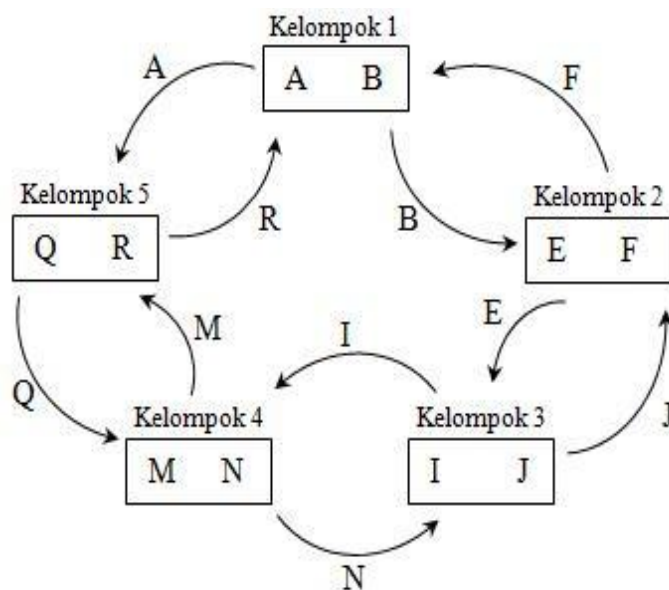 Kelompok 1
A
A B
F
Kelompok 5
Kelompok 2
Q R
R
B
E F
M
I
E
Q
Kelompok 4
Kelompok 3
J
M N
I J
N